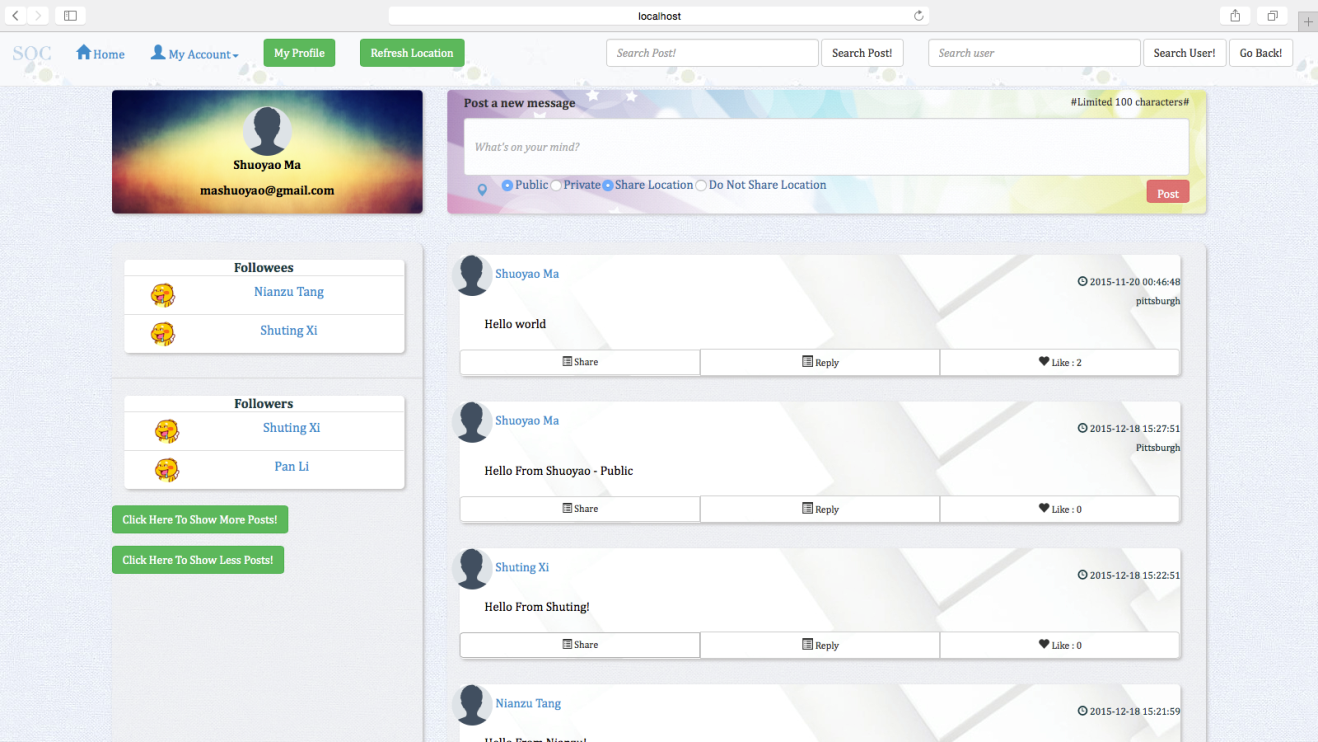 localhost
SOC Home My Account My Profile Refresh Location Search Post! Search Post! Search user Search User! Go Back!
Shuoyao Ma
mashuoyao@gmail.com
Post a new message #Limited 100 characters#
What's on your mind?
Public Private Share Location Do Not Share Location
Post
Followees
Nianzu Tang
Shuting Xi
Followers
Shuting Xi
Pan Li
Click Here To Show More Posts!
Click Here To Show Less Posts!
Shuoyao Ma
2015-11-20 00:46:48
pittsburgh
Hello world
Share Reply Like : 2
Shuoyao Ma
2015-12-18 15:27:51
Pittsburgh
Hello From Shuoyao - Public
Share Reply Like : 0
Shuting Xi
2015-12-18 15:22:51
Hello From Shuting!
Share Reply Like : 0
Nianzu Tang
2015-12-18 15:21:59
Hello From Nianzu!